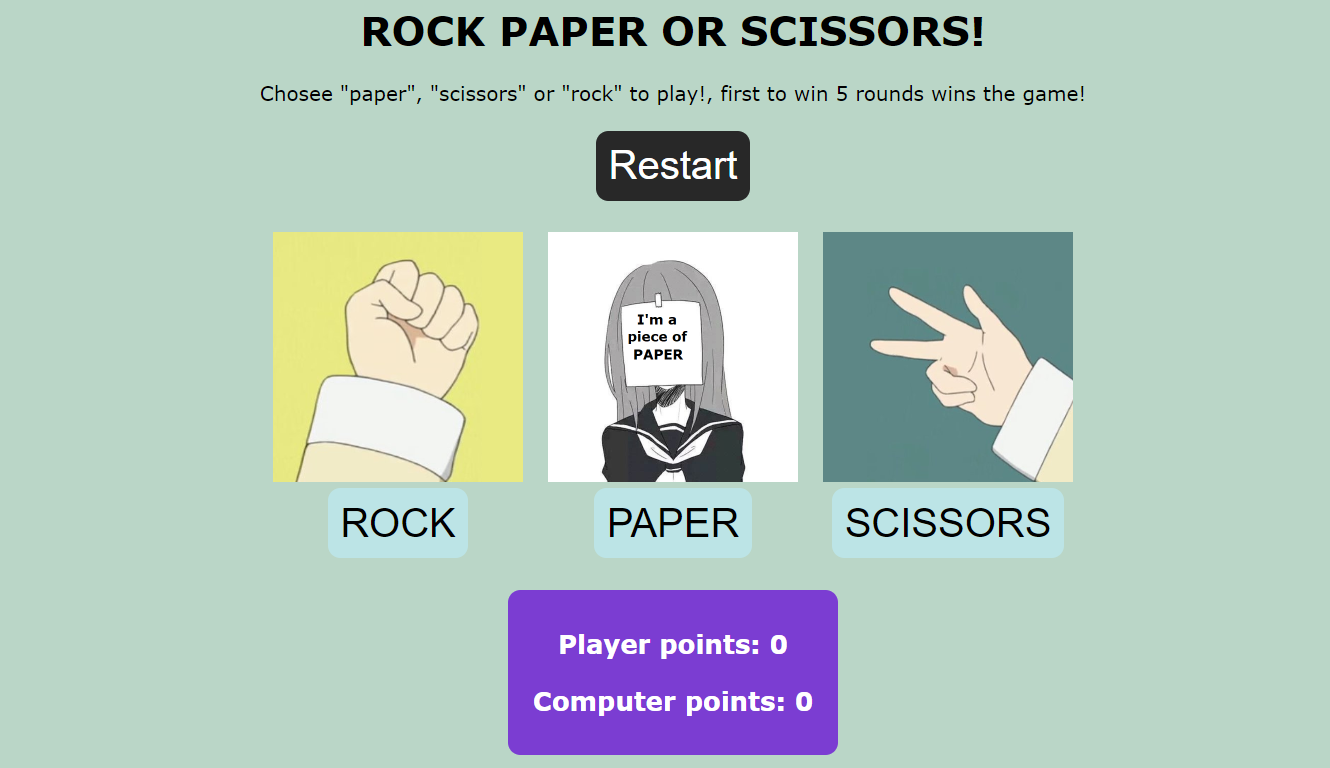 ROCK PAPER OR SCISSORS!
Chosee "paper", "scissors" or "rock" to play!, first to win 5 rounds wins the game!
Restart
I'm a
piece of
PAPER
ROCK
PAPER
SCISSORS
Player points: 0
Computer points: 0